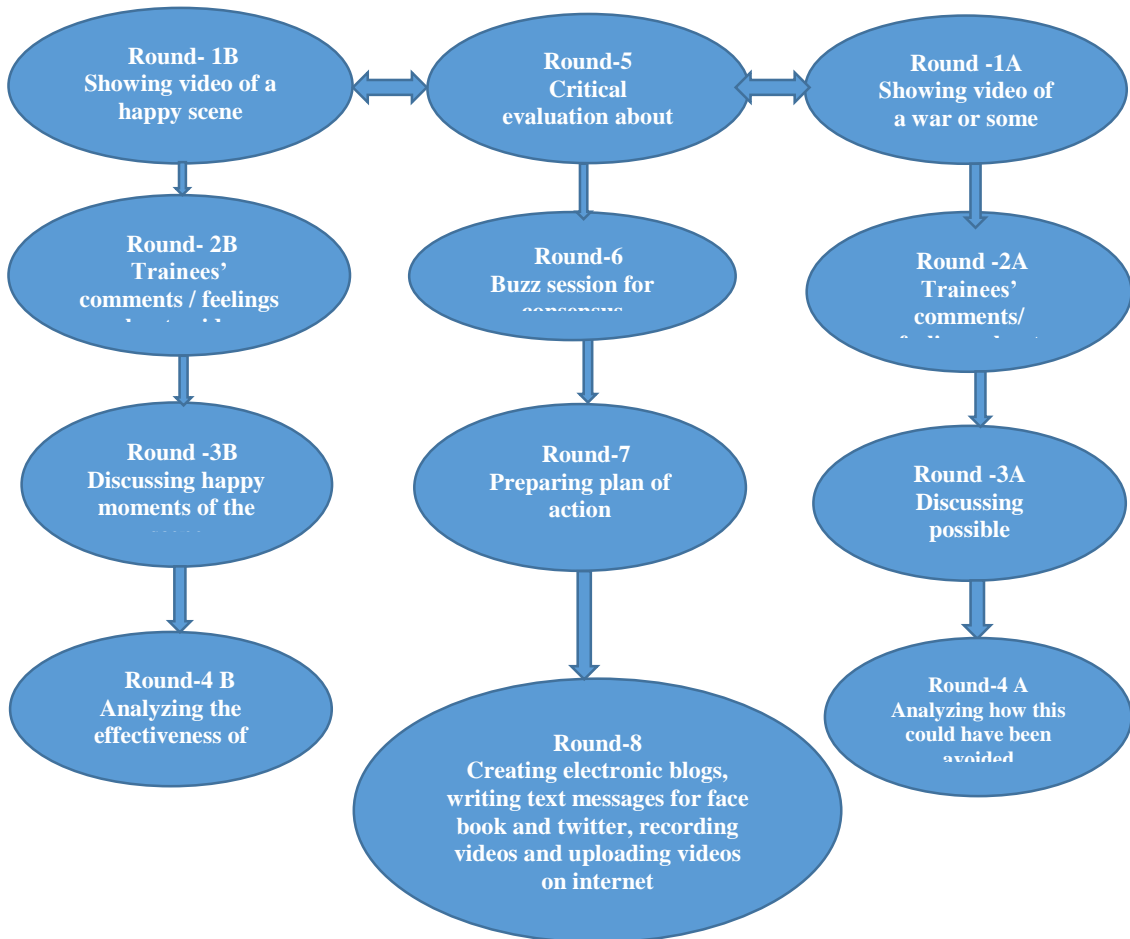 Round- 1B
Showing video of a
happy scene
Round-5
Critical
evaluation about
Round -1A
Showing video of
a war or some
Round- 2B
Trainees’
comments / feelings
Round-6
Buzz session for
consensus
Round -2A
Trainees’
comments/
Round -3B
Discussing happy
moments of the
Round-7
Preparing plan of
action
Round -3A
Discussing
possible
Round-4 B
Analyzing the
effectiveness of
Round-8
Creating electronic blogs,
writing text messages for face
book and twitter, recording
videos and uploading videos
on internet
Round-4 A
Analyzing how this
could have been
avoided